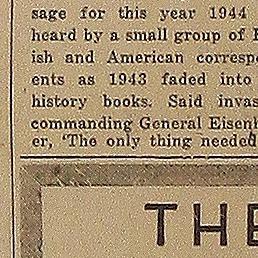 sage for this year 1944
heard by a small group of
ish and American corresp
ents as 1943 faded into
history books. Said invas
commanding General Eisenh
er, 'The only thing needed
THE